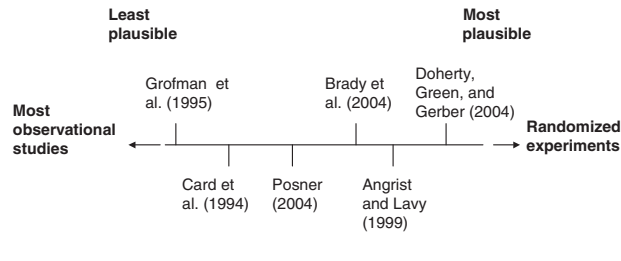 Least
plausible
Most
plausible
Grofman et
al. (1995)
Brady et
al. (2004)
Doherty,
Green, and
Gerber (2004)
Most
observational
studies
Randomized
experiments
Card et
al. (1994)
Posner
(2004)
Angrist
and Lavy
(1999)